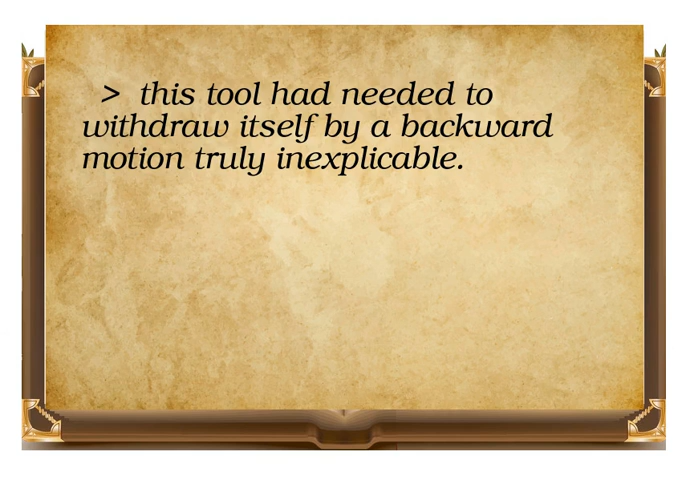 > this tool had needed to
withdraw itself by a backward
motion truly inexplicable.